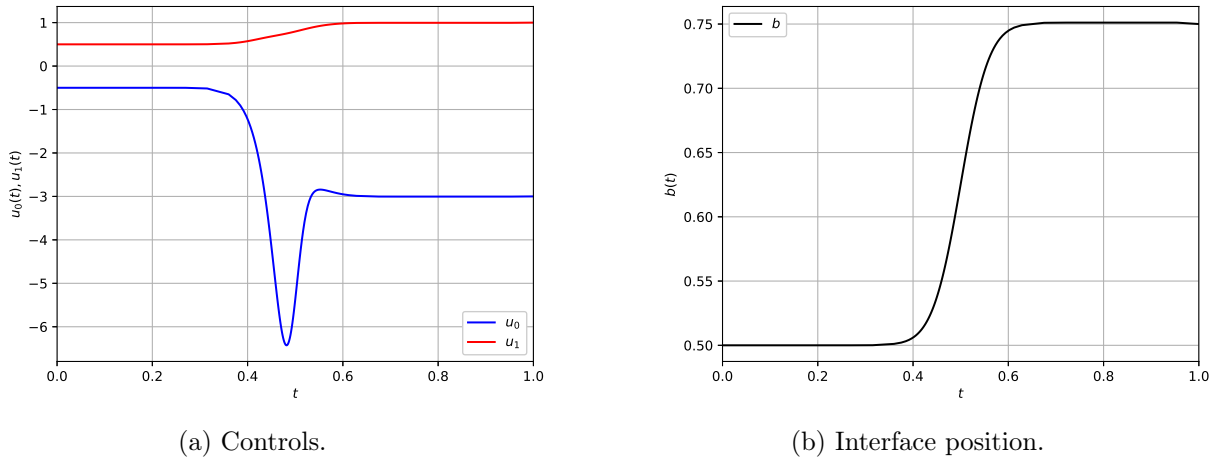 1
0
−1
−2
−3
−4
−5
−6
u₀(t), u₁(t)
u₀
u₁
0.0 0.2 0.4 0.6 0.8 1.0
t
(a) Controls.
b
0.75
0.70
0.65
0.60
0.55
0.50
b(t)
0.0 0.2 0.4 0.6 0.8 1.0
t
(b) Interface position.